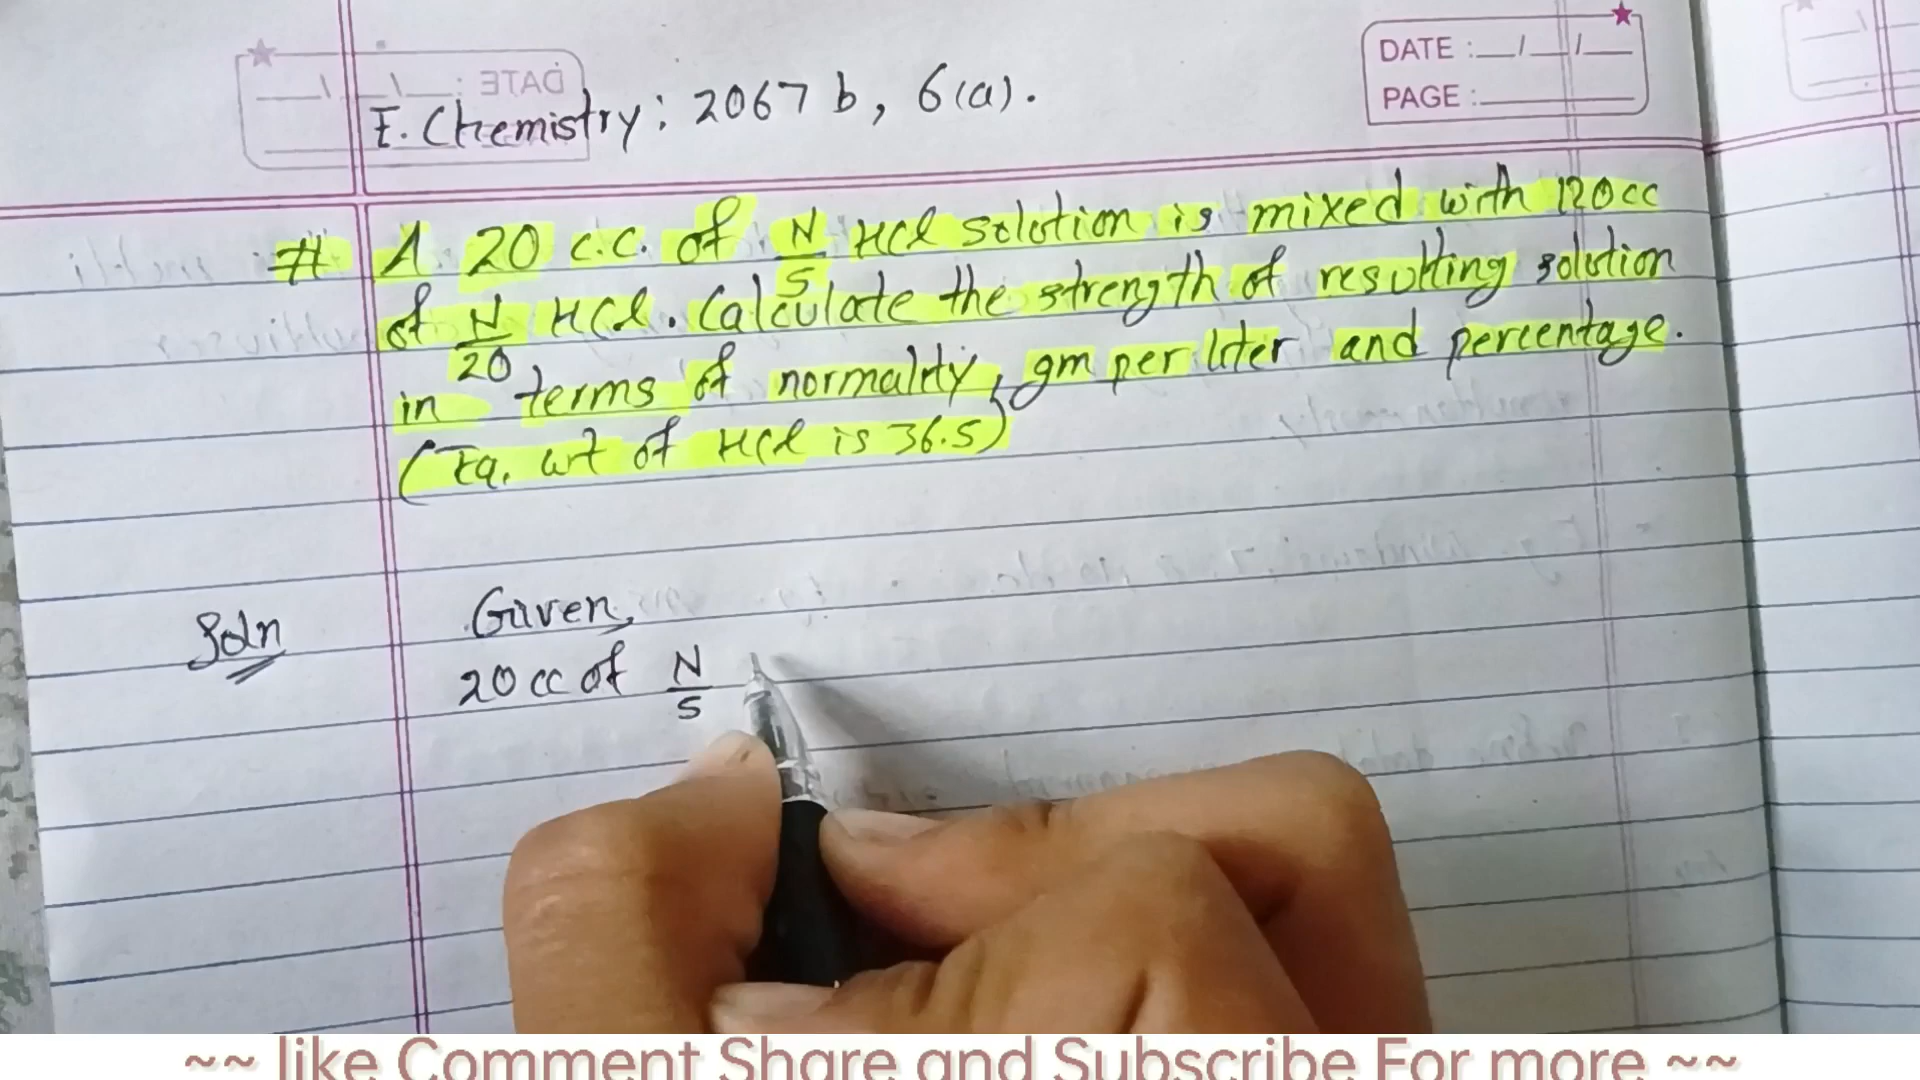 DATE :__/__/__
PAGE :____
E. Chemistry: 2067 b, 6(a).
# A 20 c.c. of N/5 HCl solution is mixed with 120cc
of N/20 HCl. Calculate the strength of resulting solution
in terms of normality, gm per liter and percentage.
(Eq. wt of HCl is 36.5)
Soln Given,
20 cc of N/5
~~ like Comment Share and Subscribe For more ~~